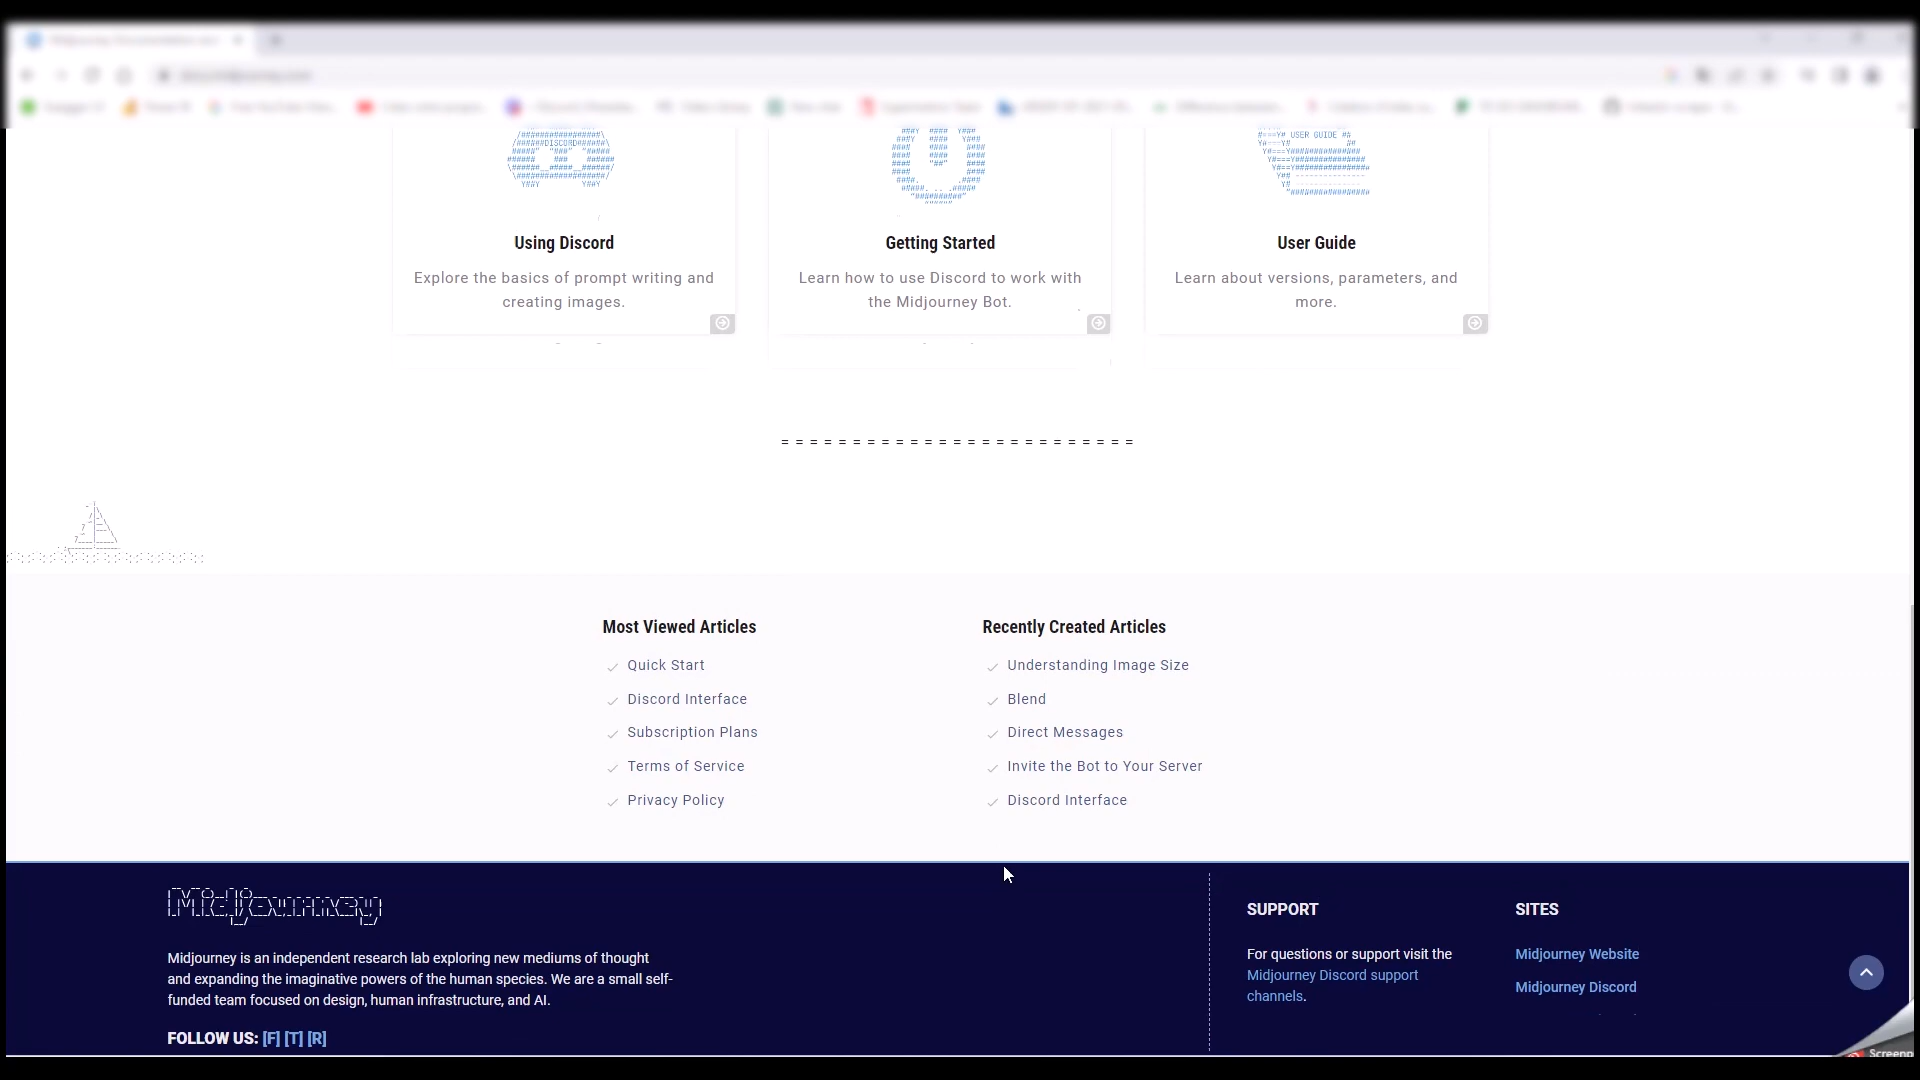 DISCORD
USER GUIDE
Using Discord
Explore the basics of prompt writing and
creating images.
Getting Started
Learn how to use Discord to work with
the Midjourney Bot.
User Guide
Learn about versions, parameters, and
more.
= = = = = = = = = = = = = = = = = = = = = = = = =
Most Viewed Articles
Quick Start
Discord Interface
Subscription Plans
Terms of Service
Privacy Policy
Recently Created Articles
Understanding Image Size
Blend
Direct Messages
Invite the Bot to Your Server
Discord Interface
Midjourney
Midjourney is an independent research lab exploring new mediums of thought
and expanding the imaginative powers of the human species. We are a small self-
funded team focused on design, human infrastructure, and AI.
FOLLOW US: [F] [T] [R]
SUPPORT
For questions or support visit the
Midjourney Discord support
channels.
SITES
Midjourney Website
Midjourney Discord
Screenp